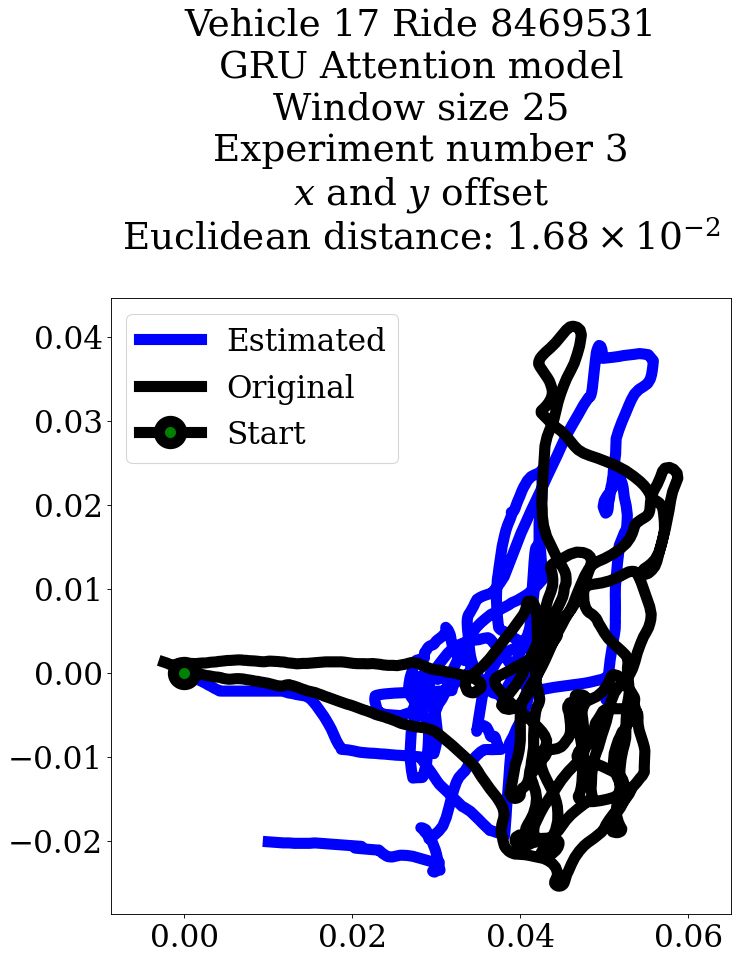 Vehicle 17 Ride 8469531
GRU Attention model
Window size 25
Experiment number 3
x and y offset
Euclidean distance: 1.68 × 10⁻²
Estimated
Original
Start
0.04
0.03
0.02
0.01
0.00
−0.01
−0.02
0.00 0.02 0.04 0.06